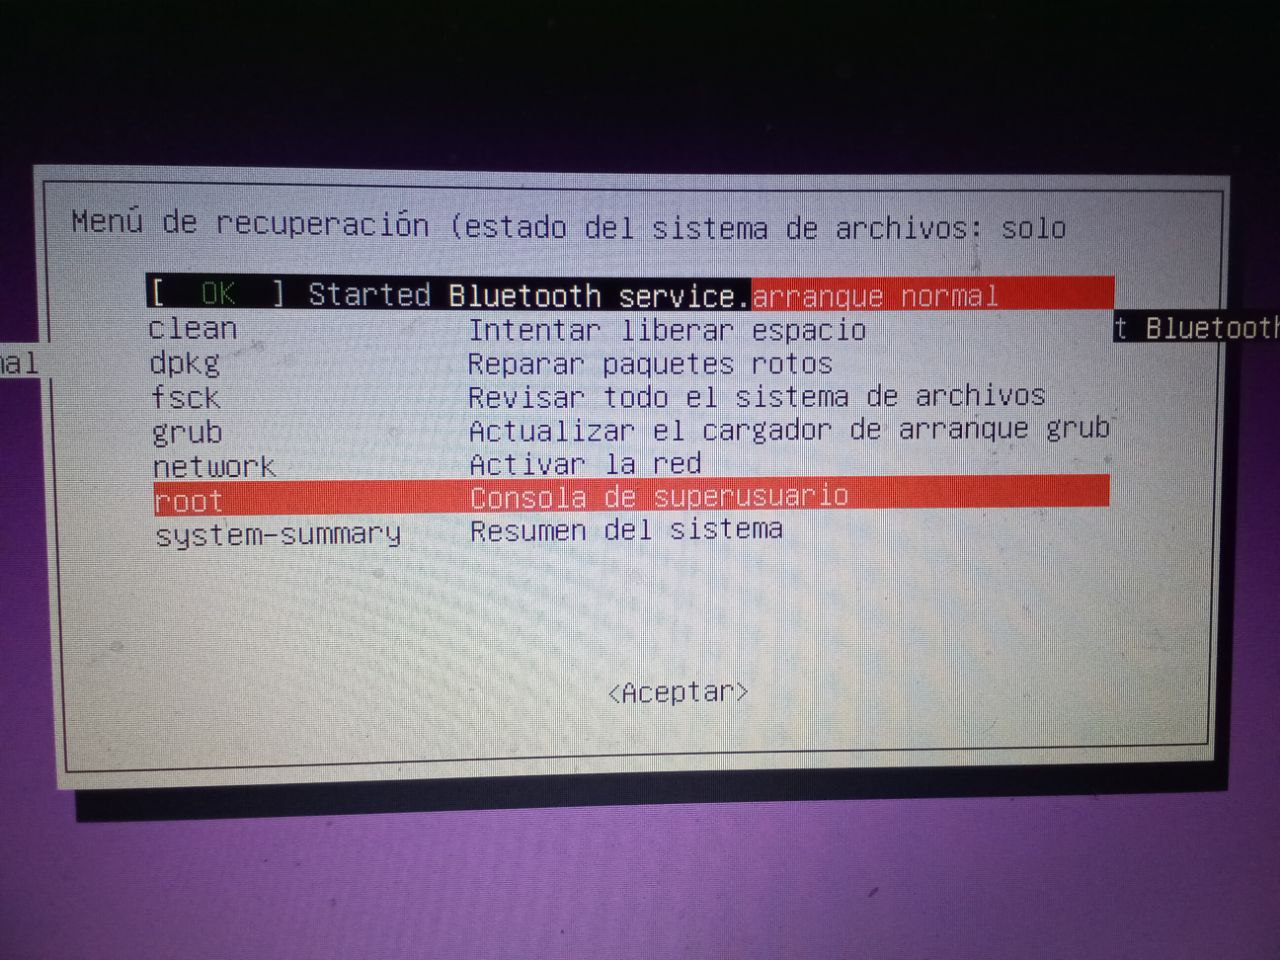 Menú de recuperación (estado del sistema de archivos: solo
[  OK  ] Started Bluetooth service.arranque normal
clean Intentar liberar espacio
t Bluetooth
al
dpkg Reparar paquetes rotos
fsck Revisar todo el sistema de archivos
grub Actualizar el cargador de arranque grub
network Activar la red
root Consola de superusuario
system-summary Resumen del sistema
<Aceptar>